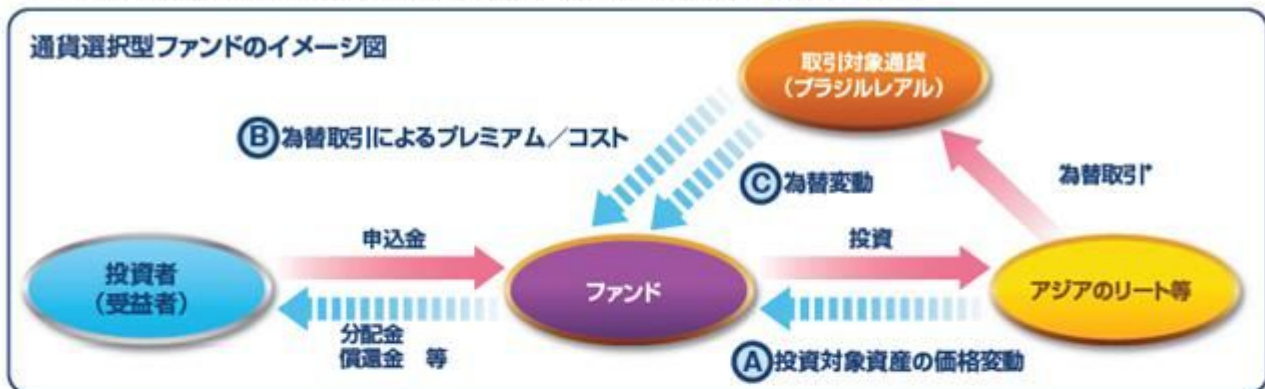 通貨選択型ファンドのイメージ図
取引対象通貨
（ブラジルレアル）
Ⓑ為替取引によるプレミアム／コスト
Ⓒ為替変動
為替取引*
申込金
投資
投資者
（受益者）
ファンド
アジアのリート等
分配金
償還金　等
Ⓐ投資対象資産の価格変動